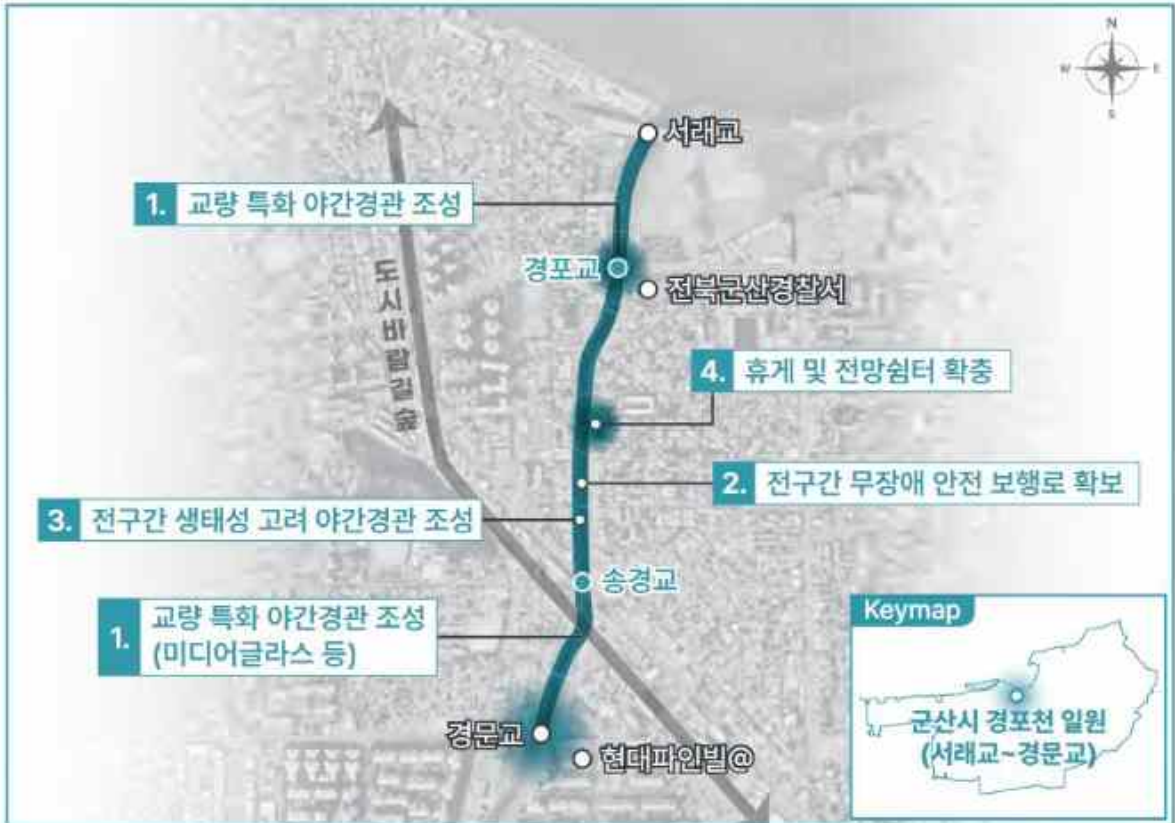 N
W
E
S
서래교
1. 교량 특화 야간경관 조성
경포교
전북군산경찰서
도시바람길숲
4. 휴게 및 전망쉼터 확충
2. 전구간 무장애 안전 보행로 확보
3. 전구간 생태성 고려 야간경관 조성
송경교
1. 교량 특화 야간경관 조성
(미디어글라스 등)
경문교
현대파인빌@
Keymap
군산시 경포천 일원
(서래교~경문교)